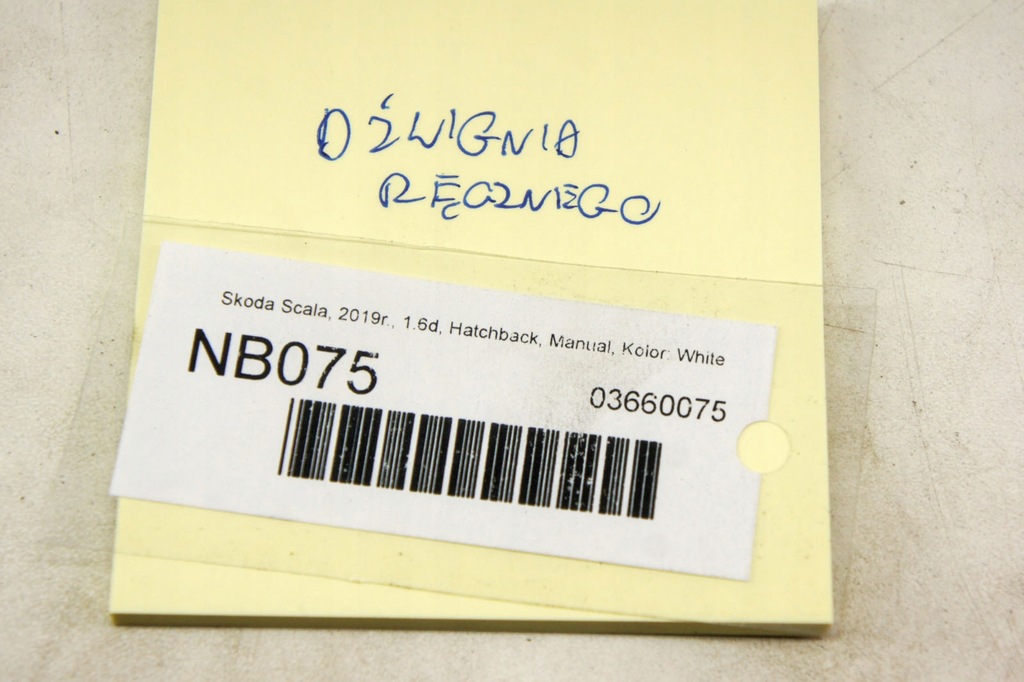 DŹWIGNIA
RĘCZNEGO
Skoda Scala, 2019r., 1.6d, Hatchback, Manual, Kolor: White
NB075
03660075